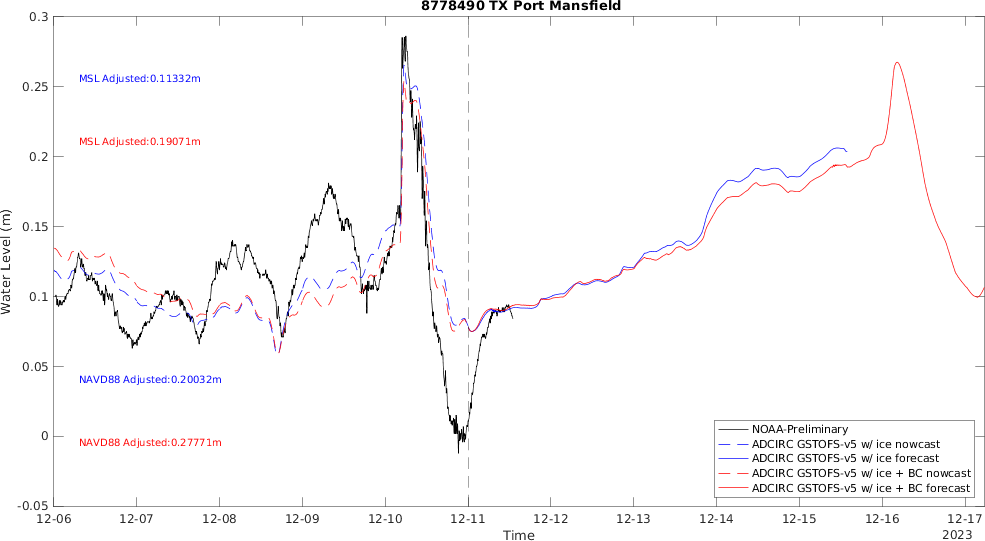 8778490 TX Port Mansfield
0.3
0.25
0.2
0.15
0.1
0.05
0
-0.05
Water Level (m)
MSL Adjusted:0.11332m
MSL Adjusted:0.19071m
NAVD88 Adjusted:0.20032m
NAVD88 Adjusted:0.27771m
NOAA-Preliminary
ADCIRC GSTOFS-v5 w/ ice nowcast
ADCIRC GSTOFS-v5 w/ ice forecast
ADCIRC GSTOFS-v5 w/ ice + BC nowcast
ADCIRC GSTOFS-v5 w/ ice + BC forecast
12-06 12-07 12-08 12-09 12-10 12-11 12-12 12-13 12-14 12-15 12-16 12-17
Time
2023